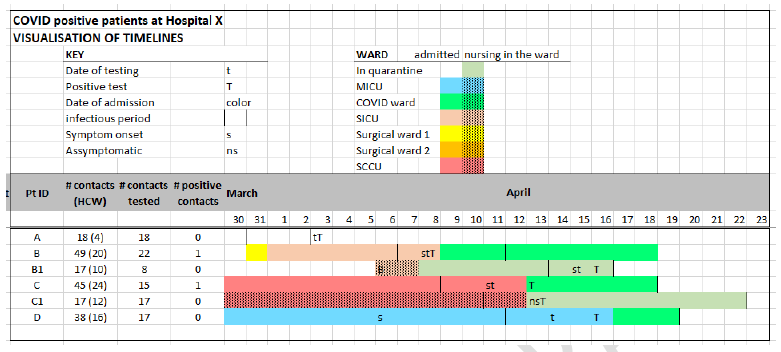 COVID positive patients at Hospital X
VISUALISATION OF TIMELINES
KEY WARD admitted nursing in the ward
Date of testing t In quarantine
Positive test T MICU
Date of admission color COVID ward
infectious period SICU
Symptom onset s Surgical ward 1
Assymptomatic ns Surgical ward 2
SCCU
t Pt ID # contacts (HCW) # contacts tested # positive contacts March April
30 31 1 2 3 4 5 6 7 8 9 10 11 12 13 14 15 16 17 18 19 20 21 22 23
A 18 (4) 18 0 tT
B 49 (20) 22 1 stT
B1 17 (10) 8 0 st T
C 45 (24) 15 1 st T
C1 17 (12) 17 0 nsT
D 38 (16) 17 0 s t T